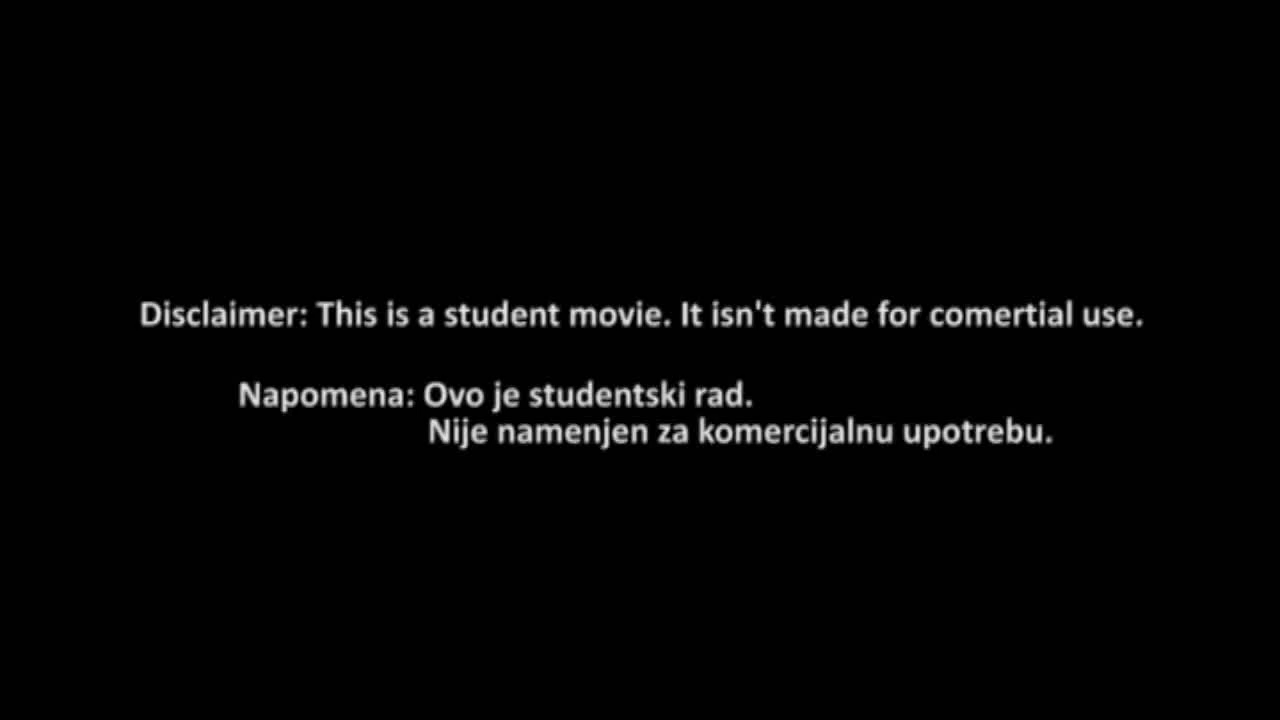 Disclaimer: This is a student movie. It isn't made for comertial use.
Napomena: Ovo je studentski rad.
Nije namenjen za komercijalnu upotrebu.